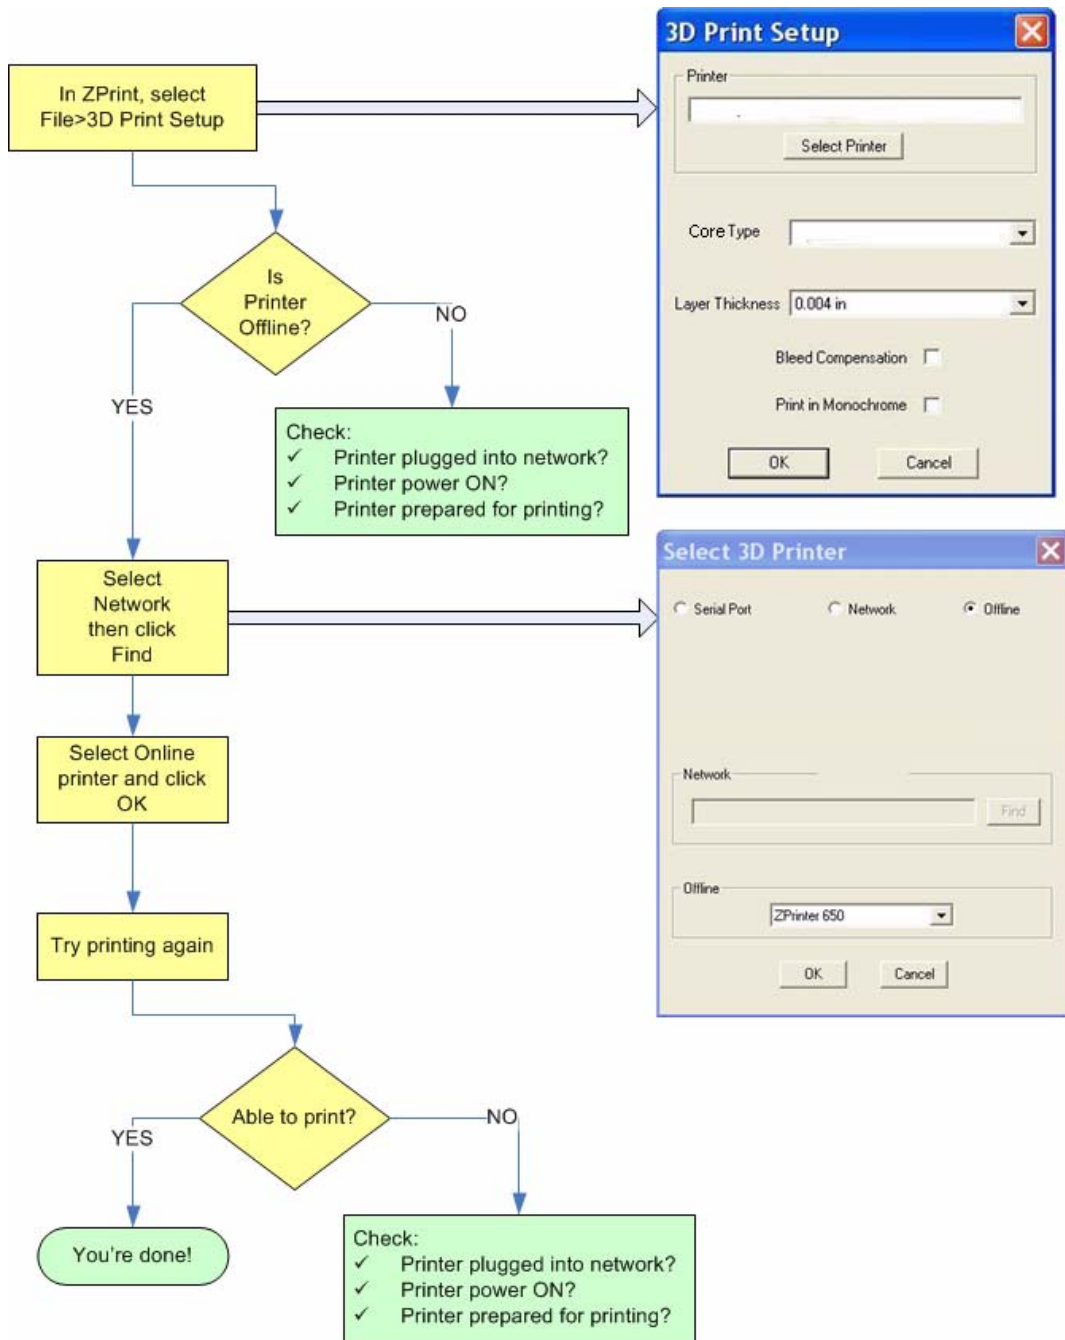 In ZPrint, select
File>3D Print Setup
3D Print Setup
Printer
Select Printer
Core Type
Layer Thickness 0.004 in
Bleed Compensation
Print in Monochrome
OK Cancel
Is
Printer
Offline?
NO
YES
Check:
✓ Printer plugged into network?
✓ Printer power ON?
✓ Printer prepared for printing?
Select
Network
then click
Find
Select 3D Printer
Serial Port Network Offline
Network
Find
Offline
ZPrinter 650
OK Cancel
Select Online
printer and click
OK
Try printing again
Able to print?
NO
YES
You're done!
Check:
✓ Printer plugged into network?
✓ Printer power ON?
✓ Printer prepared for printing?